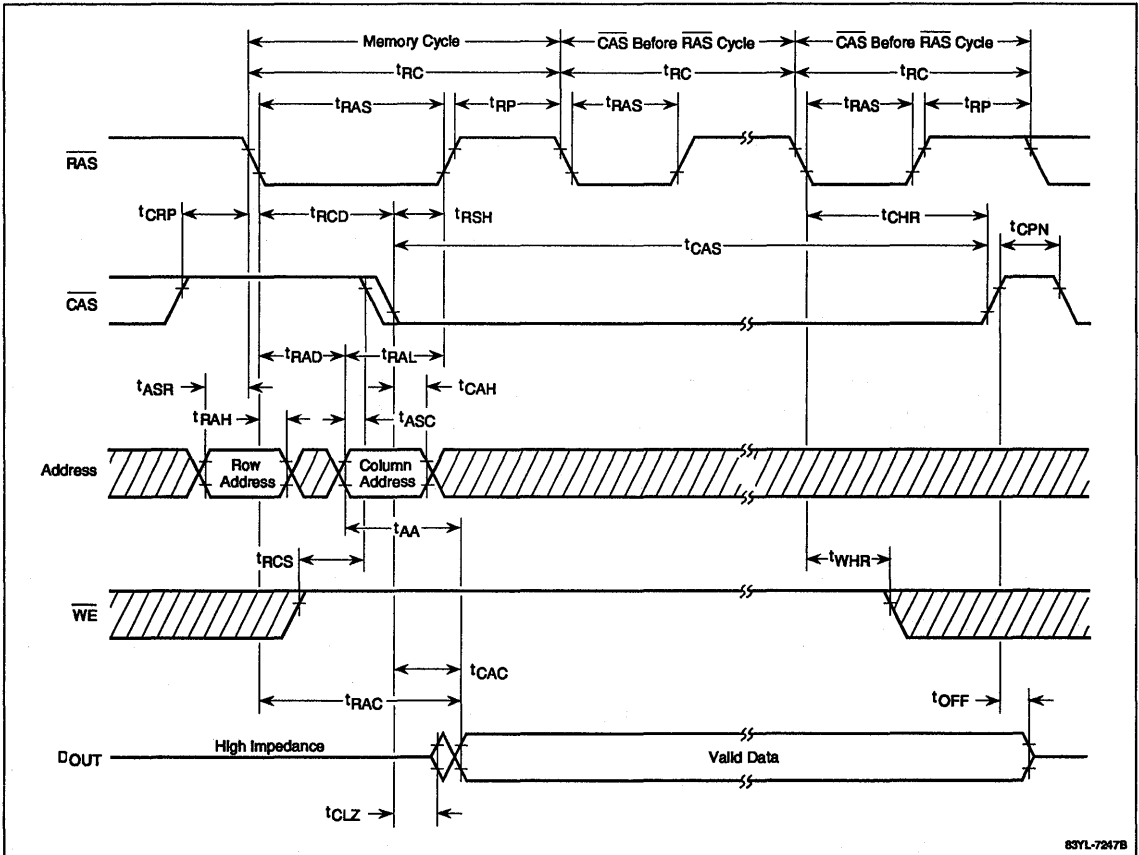 Memory Cycle CAS Before RAS Cycle CAS Before RAS Cycle
tRC tRC tRC
tRAS tRP tRAS tRAS tRP
RAS
tCRP tRCD tRSH tCHR tCPN
tCAS
CAS
tRAD tRAL
tASR tCAH
tRAH tASC
Address Row Address Column Address
tAA
tRCS tWHR
WE
tCAC
tRAC tOFF
DOUT High Impedance Valid Data
tCLZ
83YL-7247B